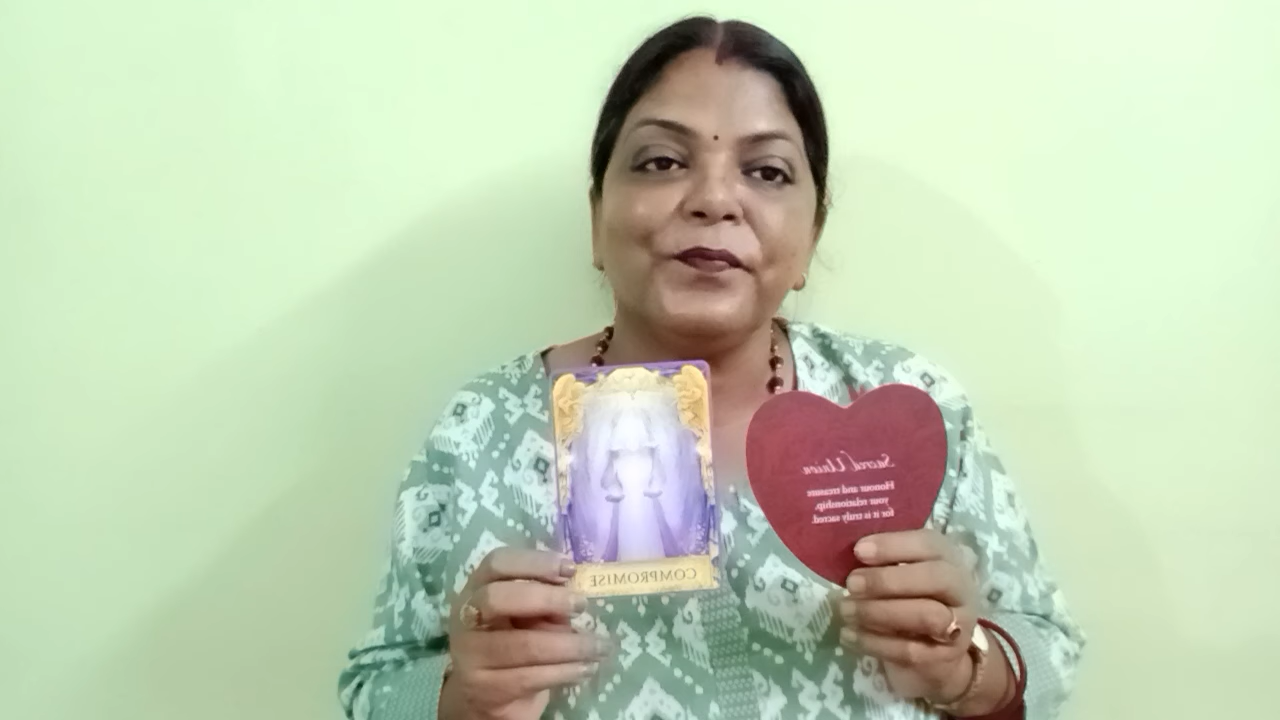 COMPROMISE
Sacred Union
Honour and treasure
your relationship,
for it is truly sacred.